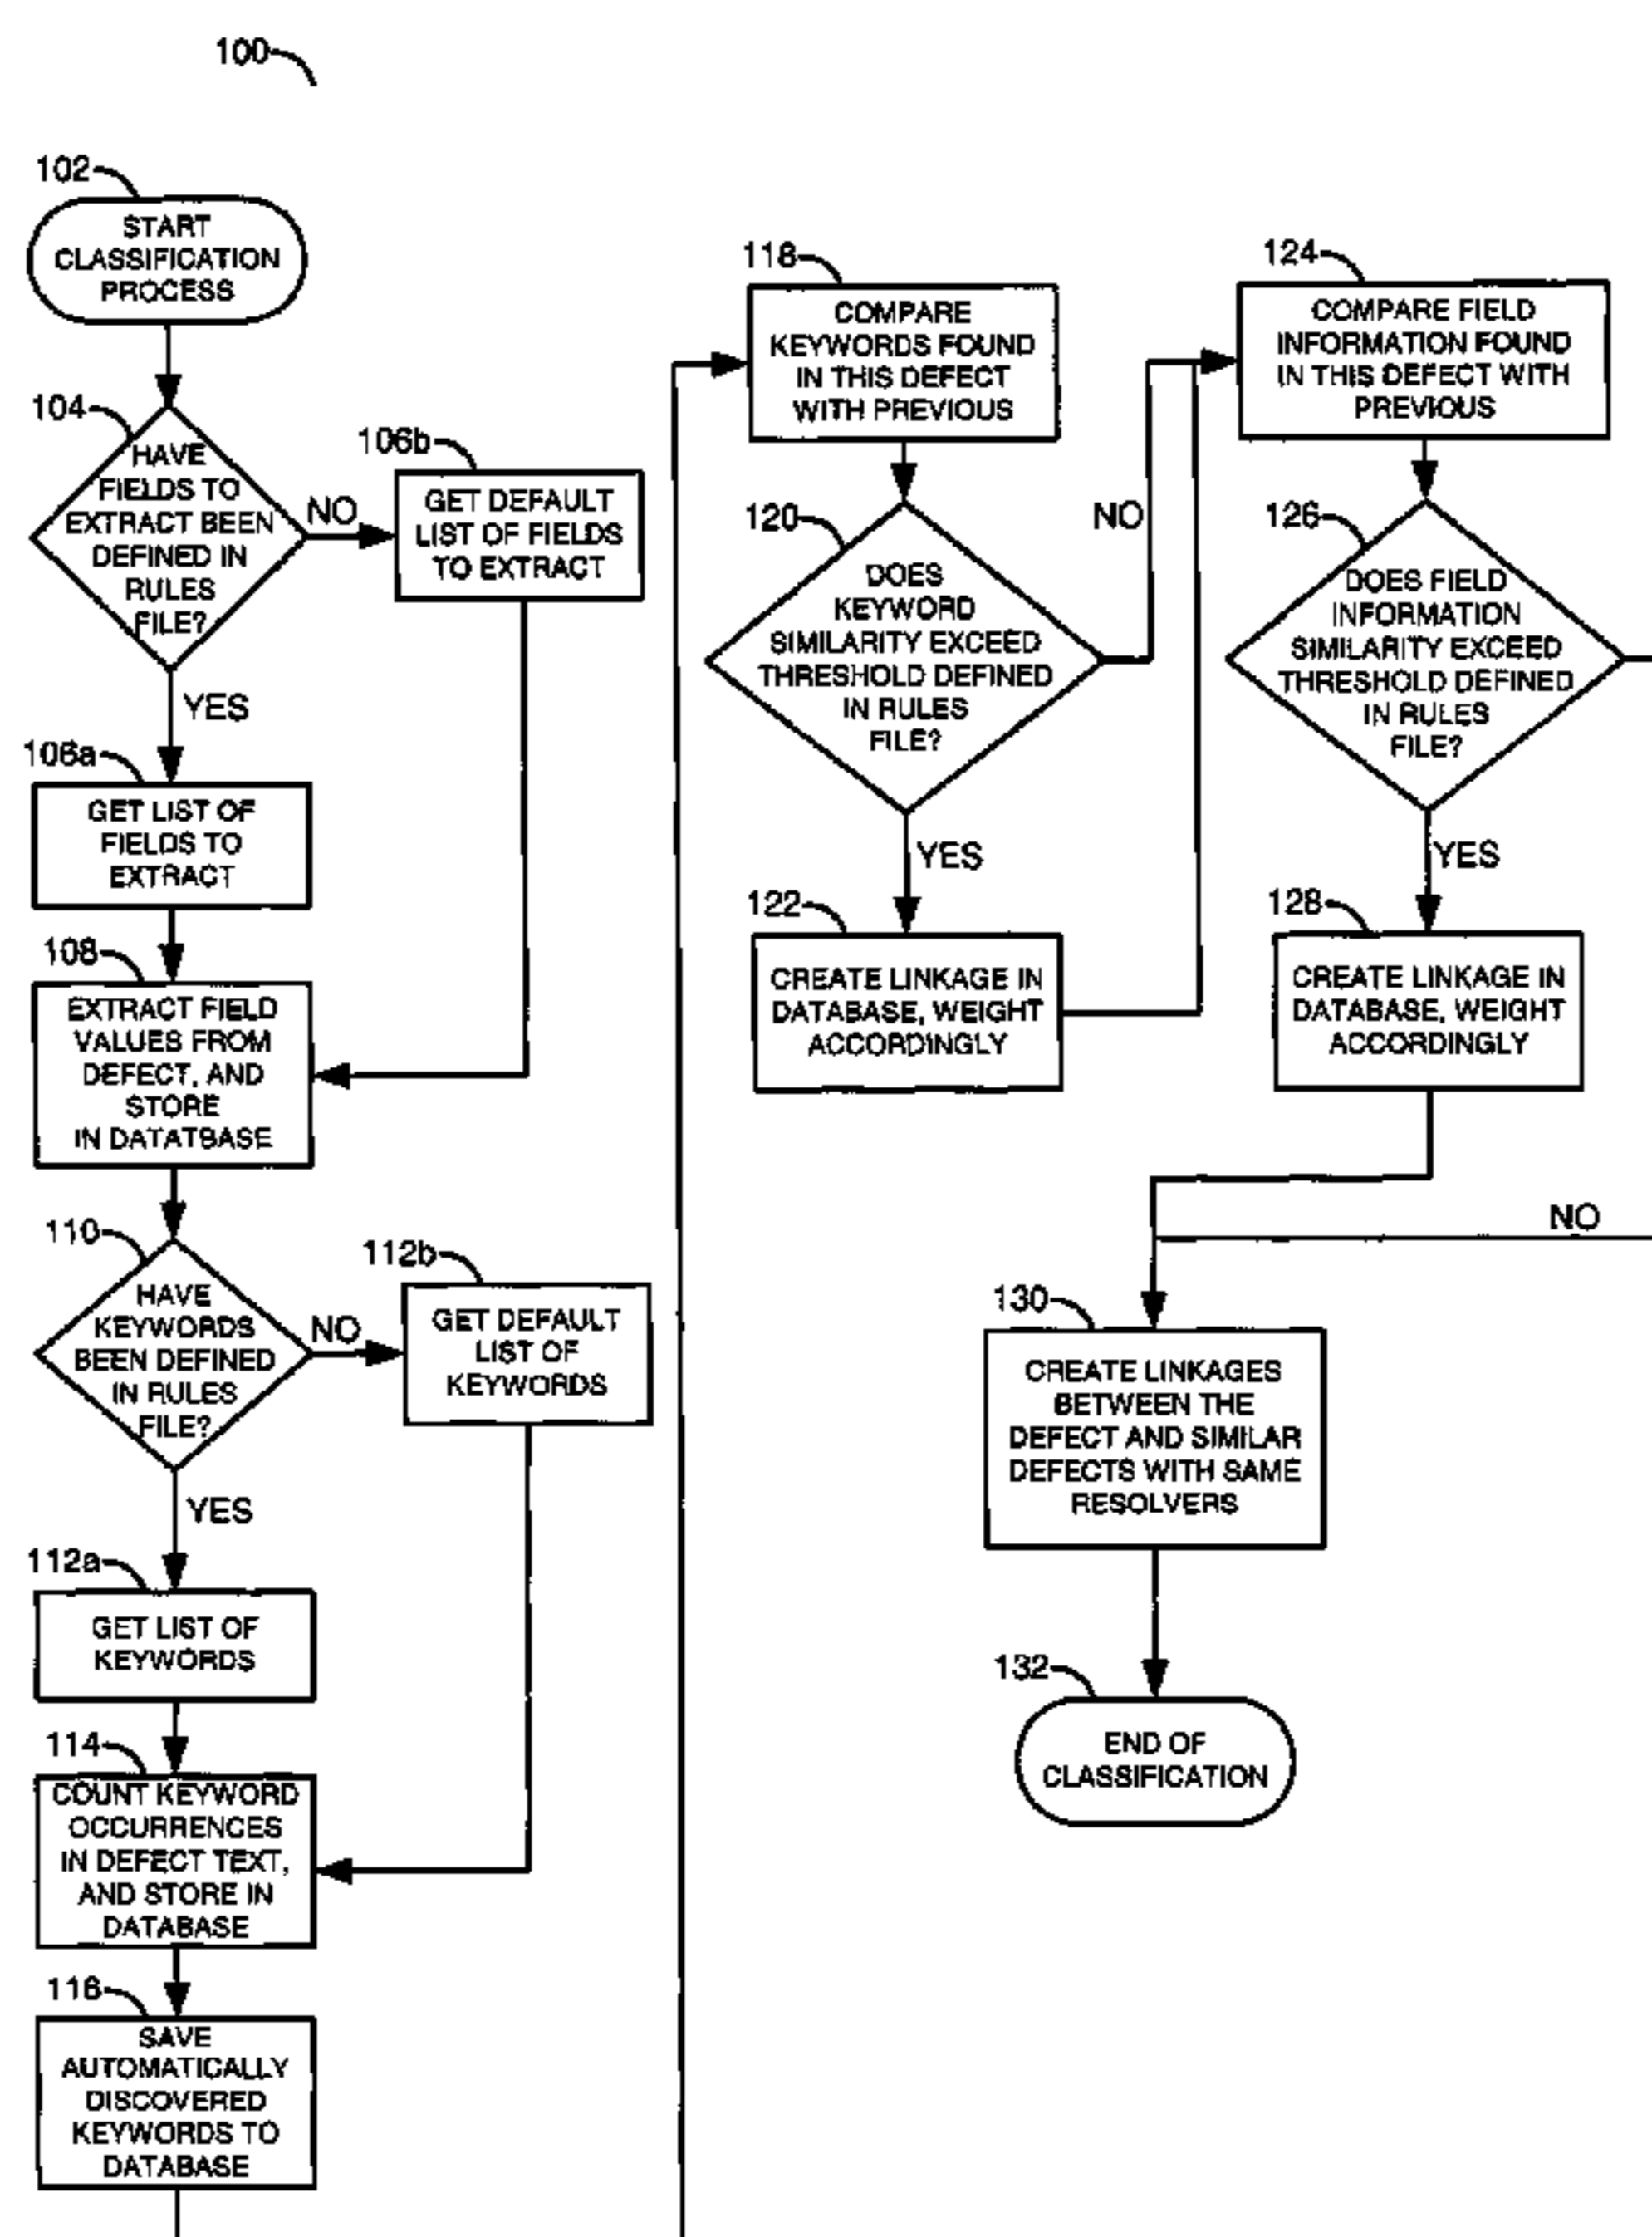 100
102
START
CLASSIFICATION
PROCESS
104
HAVE
FIELDS TO
EXTRACT BEEN
DEFINED IN
RULES
FILE?
NO
106b
GET DEFAULT
LIST OF FIELDS
TO EXTRACT
YES
106a
GET LIST OF
FIELDS TO
EXTRACT
108
EXTRACT FIELD
VALUES FROM
DEFECT, AND
STORE
IN DATATBASE
110
HAVE
KEYWORDS
BEEN DEFINED
IN RULES
FILE?
NO
112b
GET DEFAULT
LIST OF
KEYWORDS
YES
112a
GET LIST OF
KEYWORDS
114
COUNT KEYWORD
OCCURRENCES
IN DEFECT TEXT,
AND STORE IN
DATABASE
116
SAVE
AUTOMATICALLY
DISCOVERED
KEYWORDS TO
DATABASE
118
COMPARE
KEYWORDS FOUND
IN THIS DEFECT
WITH PREVIOUS
120
DOES
KEYWORD
SIMILARITY EXCEED
THRESHOLD DEFINED
IN RULES
FILE?
NO
YES
122
CREATE LINKAGE IN
DATABASE, WEIGHT
ACCORDINGLY
124
COMPARE FIELD
INFORMATION FOUND
IN THIS DEFECT WITH
PREVIOUS
126
DOES FIELD
INFORMATION
SIMILARITY EXCEED
THRESHOLD DEFINED
IN RULES
FILE?
YES
128
CREATE LINKAGE IN
DATABASE, WEIGHT
ACCORDINGLY
NO
130
CREATE LINKAGES
BETWEEN THE
DEFECT AND SIMILAR
DEFECTS WITH SAME
RESOLVERS
132
END OF
CLASSIFICATION